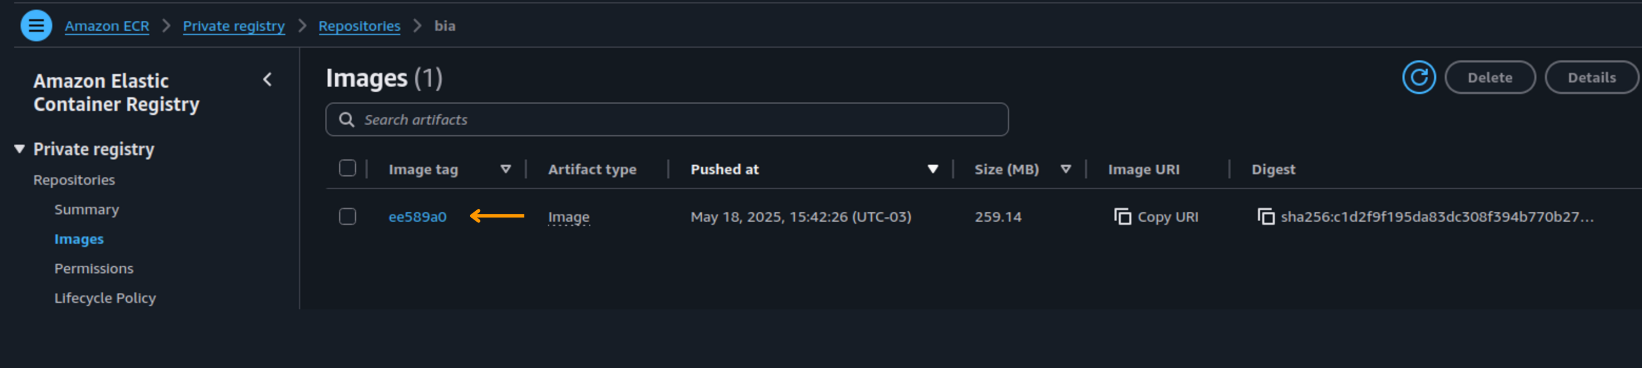 Amazon ECR > Private registry > Repositories > bia
Amazon Elastic
Container Registry
Private registry
Repositories
Summary
Images
Permissions
Lifecycle Policy
Images (1)
Delete
Details
Search artifacts
Image tag Artifact type Pushed at Size (MB) Image URI Digest
ee589a0 Image May 18, 2025, 15:42:26 (UTC-03) 259.14 Copy URI sha256:c1d2f9f195da83dc308f394b770b27...